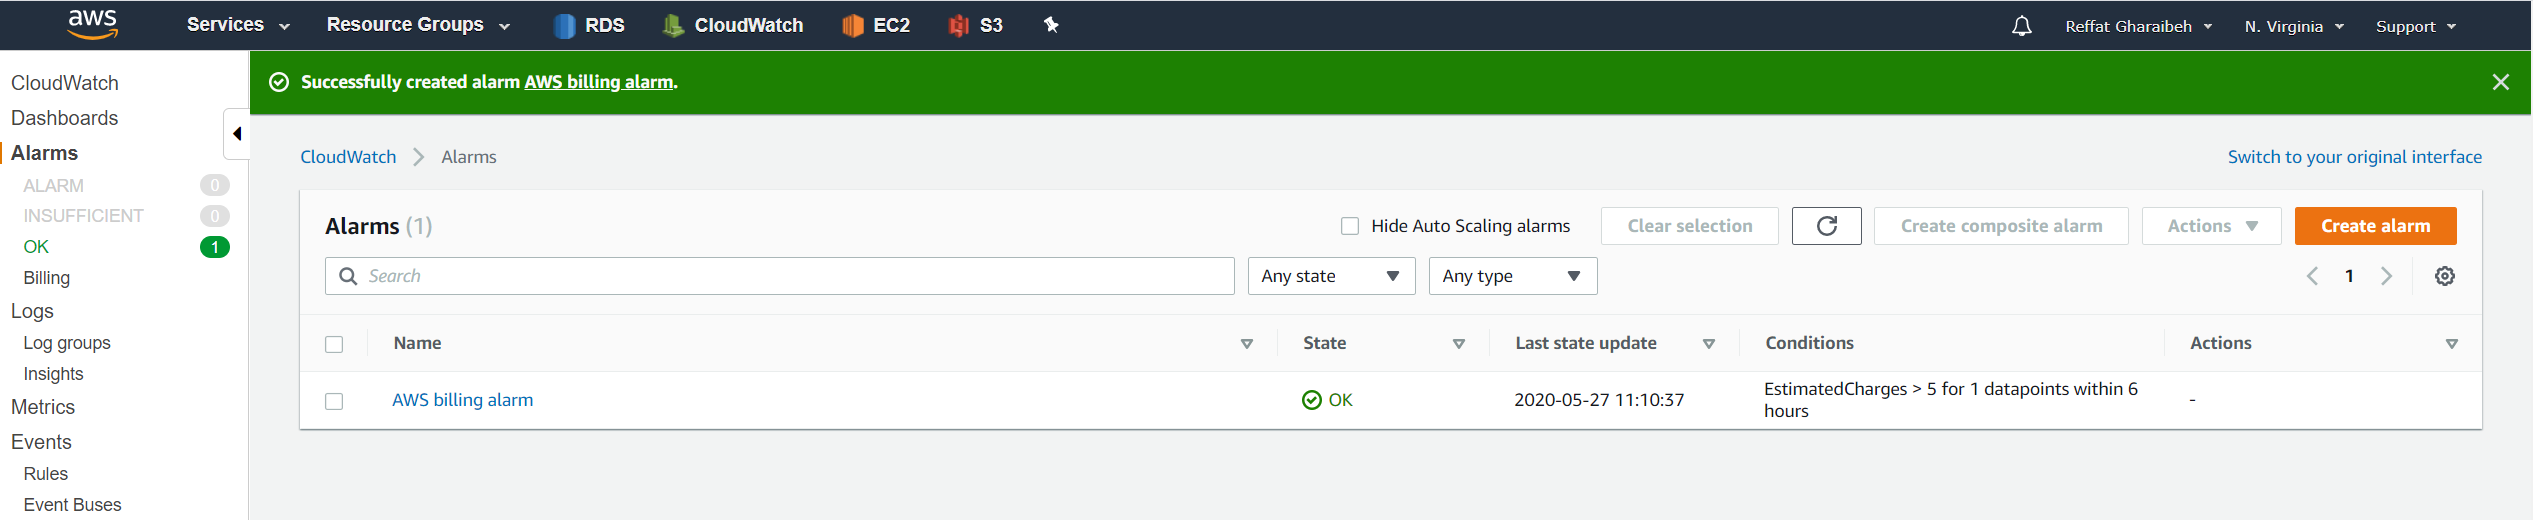 aws Services Resource Groups RDS CloudWatch EC2 S3 Reffat Gharaibeh N. Virginia Support
Successfully created alarm AWS billing alarm.
CloudWatch
Dashboards
Alarms
ALARM 0
INSUFFICIENT 0
OK 1
Billing
Logs
Log groups
Insights
Metrics
Events
Rules
Event Buses
CloudWatch Alarms Switch to your original interface
Alarms (1) Hide Auto Scaling alarms Clear selection Create composite alarm Actions Create alarm
Search Any state Any type 1
Name State Last state update Conditions Actions
AWS billing alarm OK 2020-05-27 11:10:37 EstimatedCharges > 5 for 1 datapoints within 6 -
hours